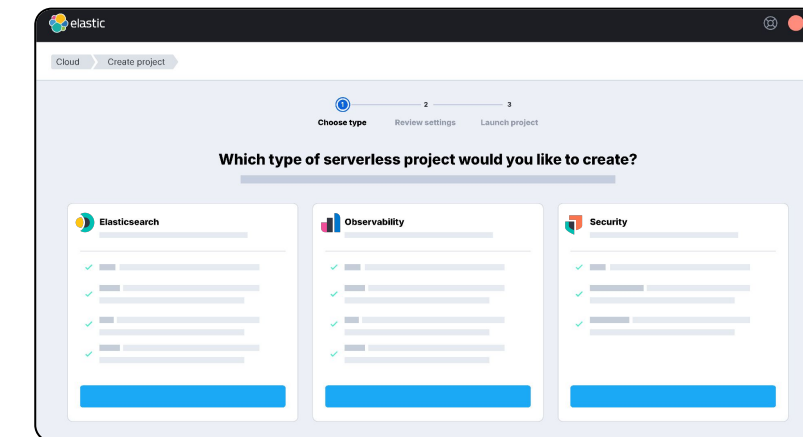 elastic
Cloud Create project
1 2 3
Choose type Review settings Launch project
Which type of serverless project would you like to create?
Elasticsearch Observability Security